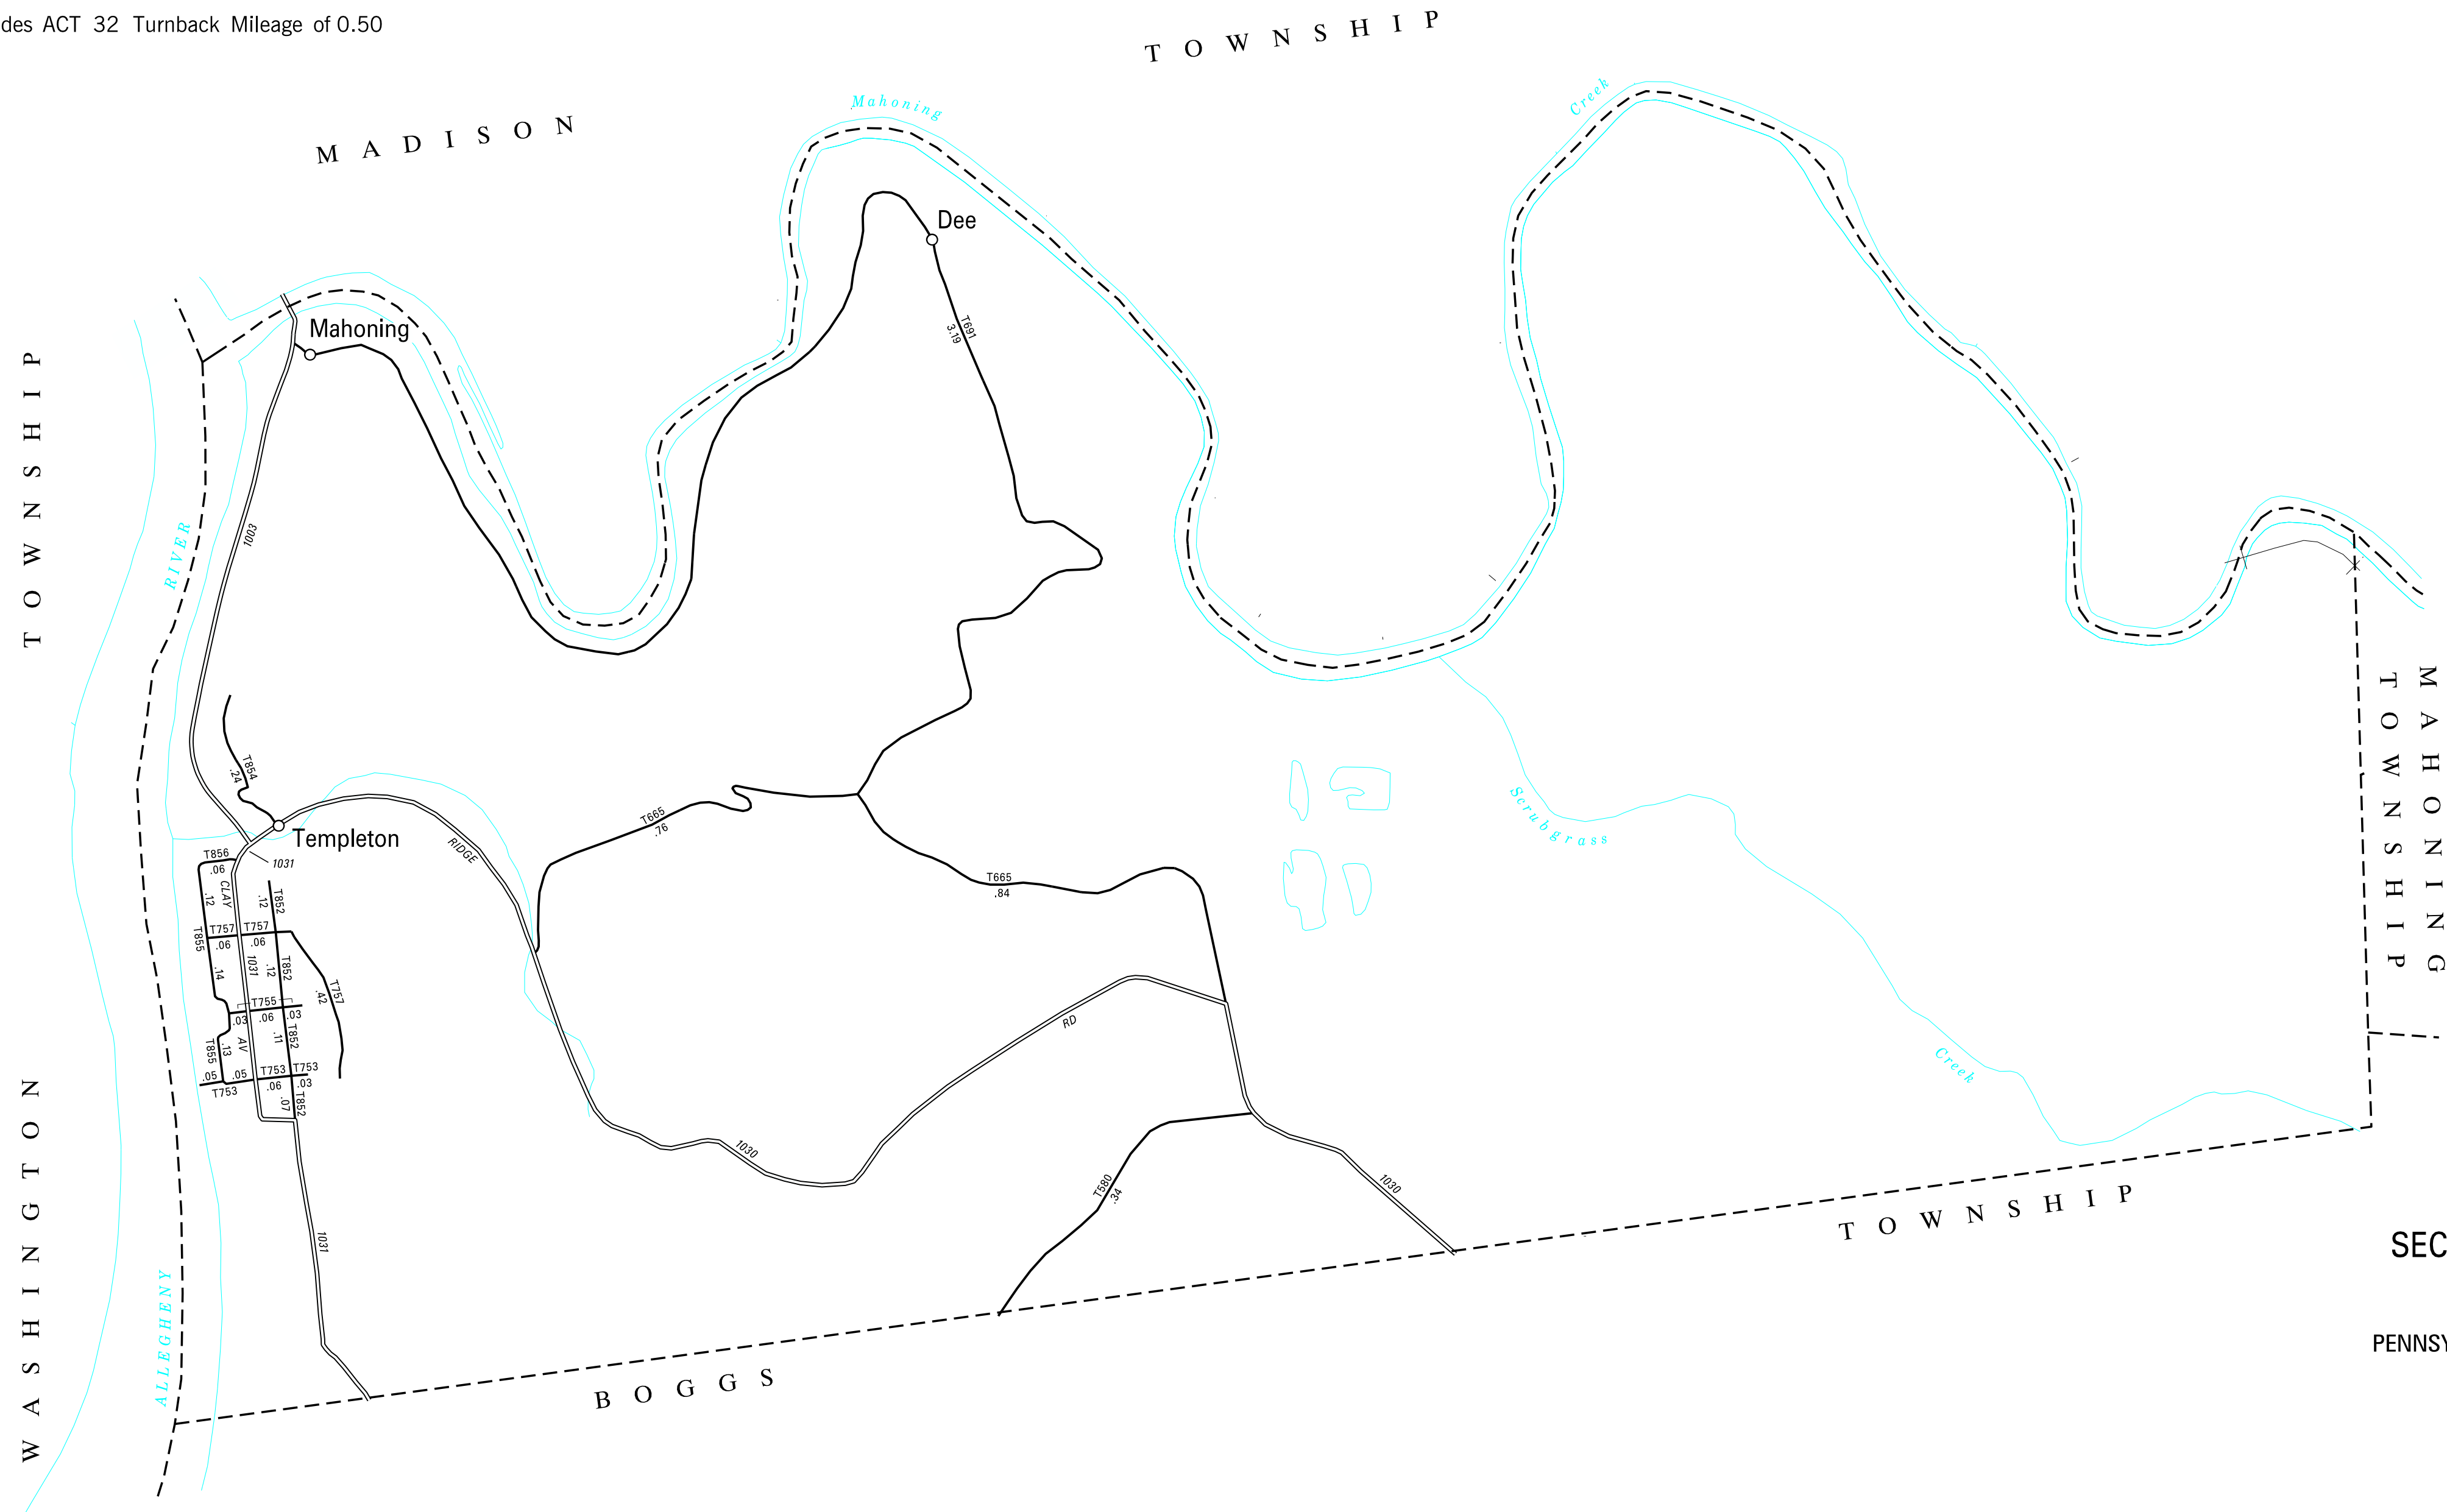 des ACT 32 Turnback Mileage of 0.50
TOWNSHIP
MADISON
Mahoning
Creek
Dee
T691
3.19
Mahoning
TOWNSHIP
1003
RIVER
MAHONING
TOWNSHIP
T854
.24
Templeton
1031
RIDGE
T665
.76
Scrubgrass
T856
.06
CLAY
.12
T852
.12
T665
.84
T855
T757
.06
T757
.06
.14
1031
.12
T852
T757
.42
T755
.03
.06
.03
RD
T855
.13
AV
.11
T852
Creek
.05
.05
T753
T753
.06
T753
.03
.07
T852
WASHINGTON
1030
T580
.34
1030
TOWNSHIP
1031
SEC
ALLEGHENY
PENNSY
BOGGS